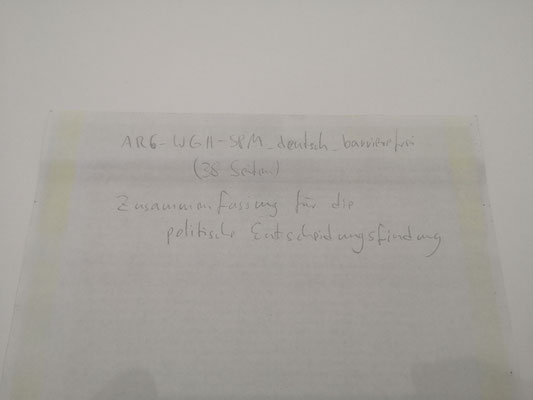 AR6-WGII-SPM_deutsch_barrierefrei
(38 Seiten)
Zusammenfassung für die
politische Entscheidungsfindung